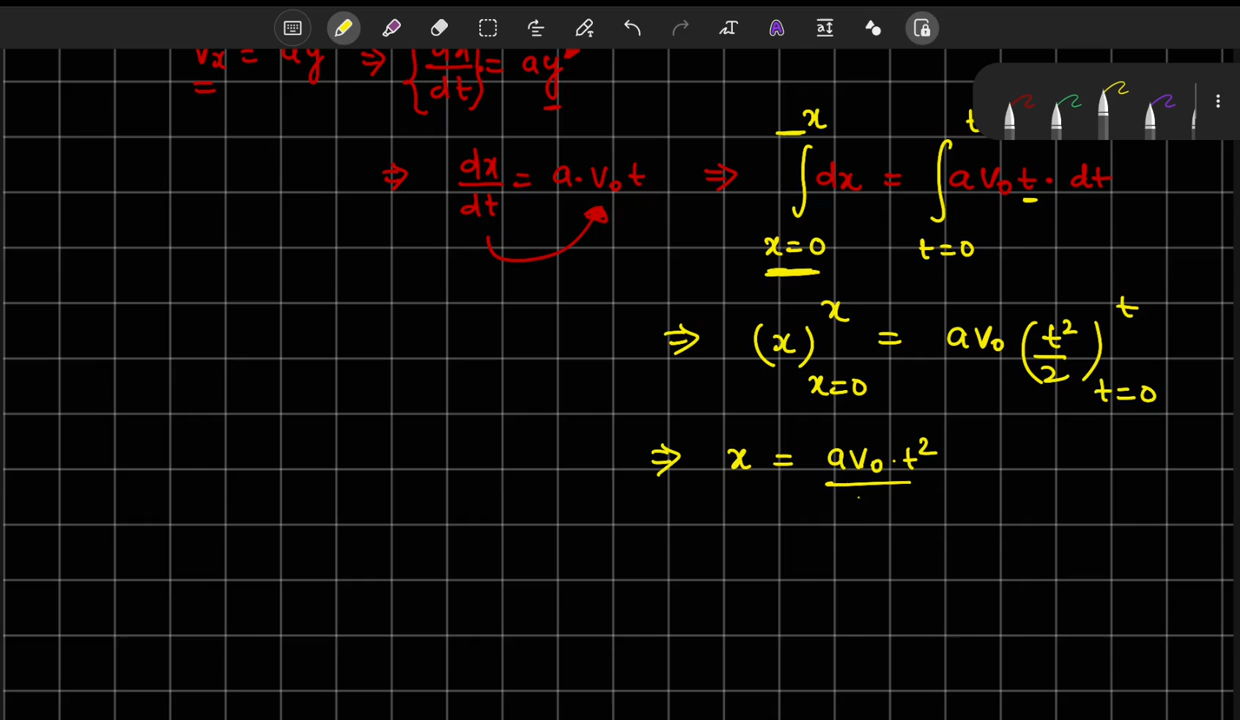 vx = ay ⇒ {dx/dt} = ay
⇒ dx/dt = a·v₀t ⇒ ∫_{x=0}^{x} dx = ∫_{t=0}^{t} av₀t · dt
⇒ (x)_{x=0}^{x} = av₀ (t²/2)_{t=0}^{t}
⇒ x = av₀·t²